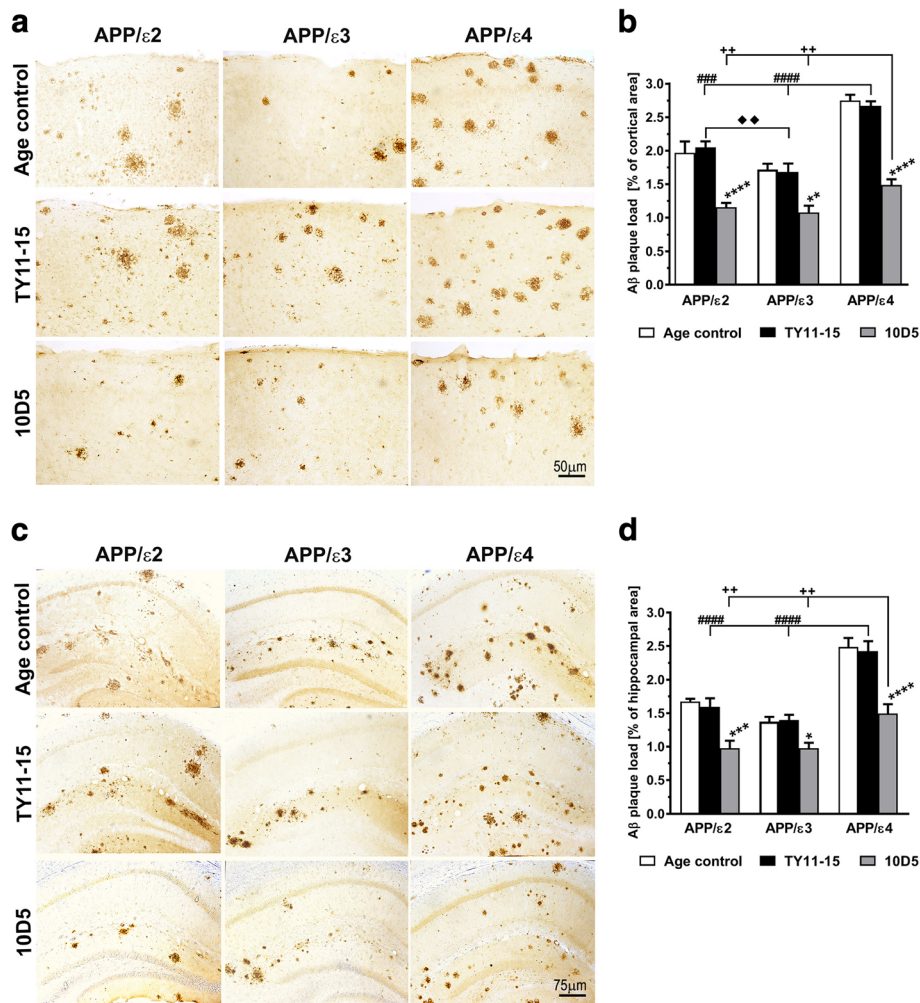 a
APP/ε2 APP/ε3 APP/ε4
Age control
TY11-15
10D5
50µm
b
++ ++
### ####
◆◆
**** ** ****
Aβ plaque load [% of cortical area]
3.0
2.5
2.0
1.5
1.0
0.5
0.0
APP/ε2 APP/ε3 APP/ε4
Age control TY11-15 10D5
c
APP/ε2 APP/ε3 APP/ε4
Age control
TY11-15
10D5
75µm
d
++ ++
#### ####
*** * ****
Aβ plaque load [% of hippocampal area]
3.0
2.5
2.0
1.5
1.0
0.5
0.0
APP/ε2 APP/ε3 APP/ε4
Age control TY11-15 10D5